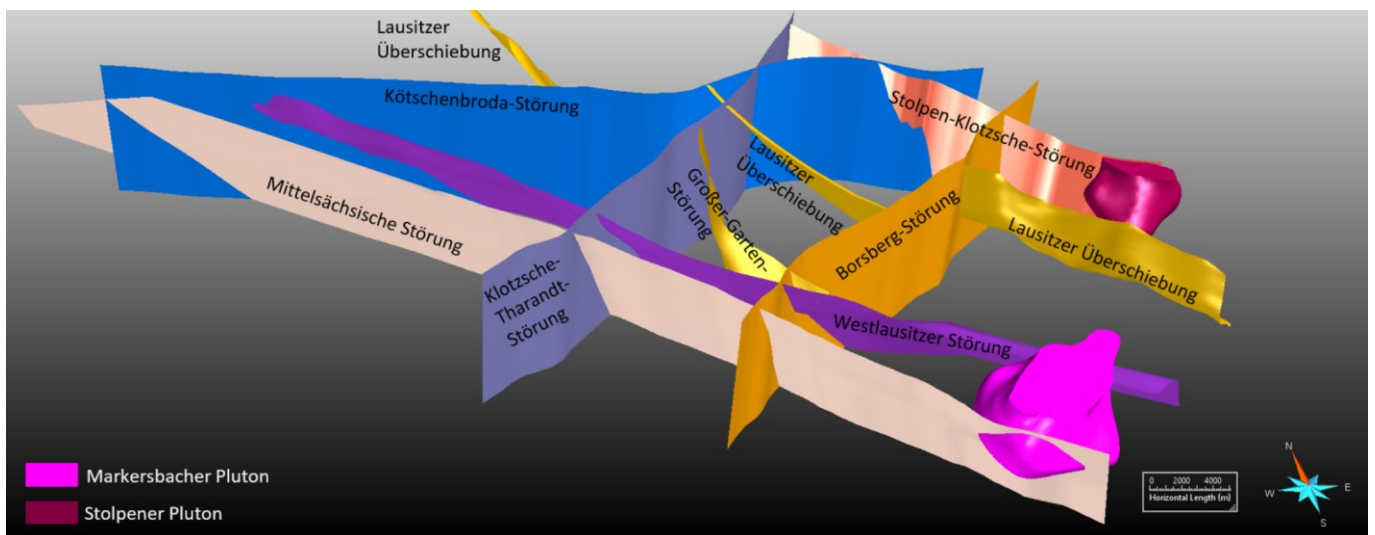 Lausitzer
Überschiebung
Kötschenbroda-Störung
Stolpen-Klotzsche-Störung
Lausitzer
Überschiebung
Großer-Garten-
Störung
Mittelsächsische Störung
Borsberg-Störung
Lausitzer Überschiebung
Klotzsche-
Tharandt-
Störung
Westlausitzer Störung
Markersbacher Pluton
Stolpener Pluton
0 2000 4000
Horizontal Length (m)
N
W
E
S